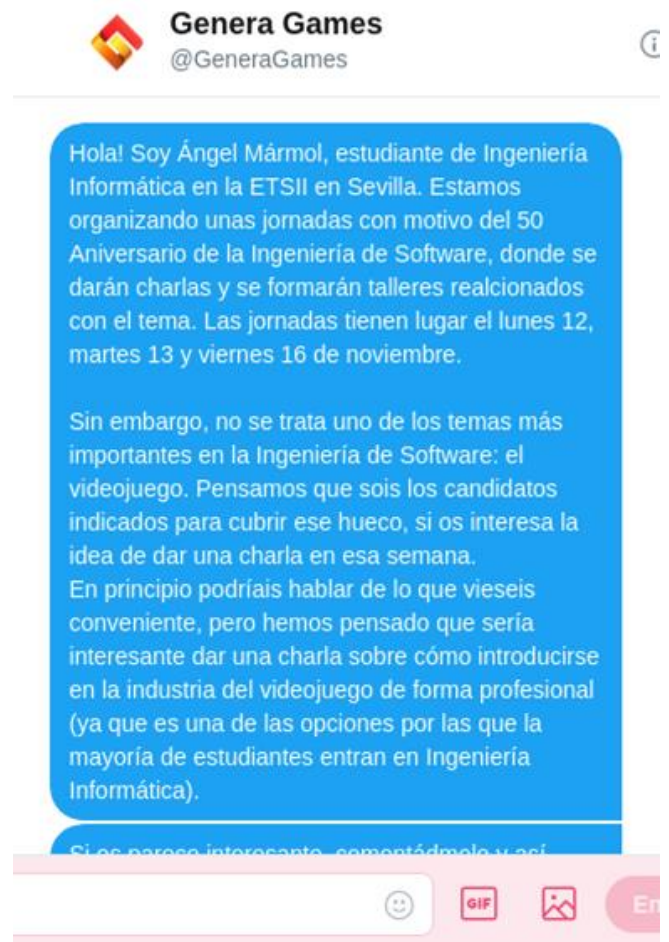 Genera Games
@GeneraGames
Hola! Soy Ángel Mármol, estudiante de Ingeniería
Informática en la ETSII en Sevilla. Estamos
organizando unas jornadas con motivo del 50
Aniversario de la Ingeniería de Software, donde se
darán charlas y se formarán talleres realcionados
con el tema. Las jornadas tienen lugar el lunes 12,
martes 13 y viernes 16 de noviembre.
Sin embargo, no se trata uno de los temas más
importantes en la Ingeniería de Software: el
videojuego. Pensamos que sois los candidatos
indicados para cubrir ese hueco, si os interesa la
idea de dar una charla en esa semana.
En principio podríais hablar de lo que vieseis
conveniente, pero hemos pensado que sería
interesante dar una charla sobre cómo introducirse
en la industria del videojuego de forma profesional
(ya que es una de las opciones por las que la
mayoría de estudiantes entran en Ingeniería
Informática).
Si os parece interesante, comentádmelo y así
GIF
En